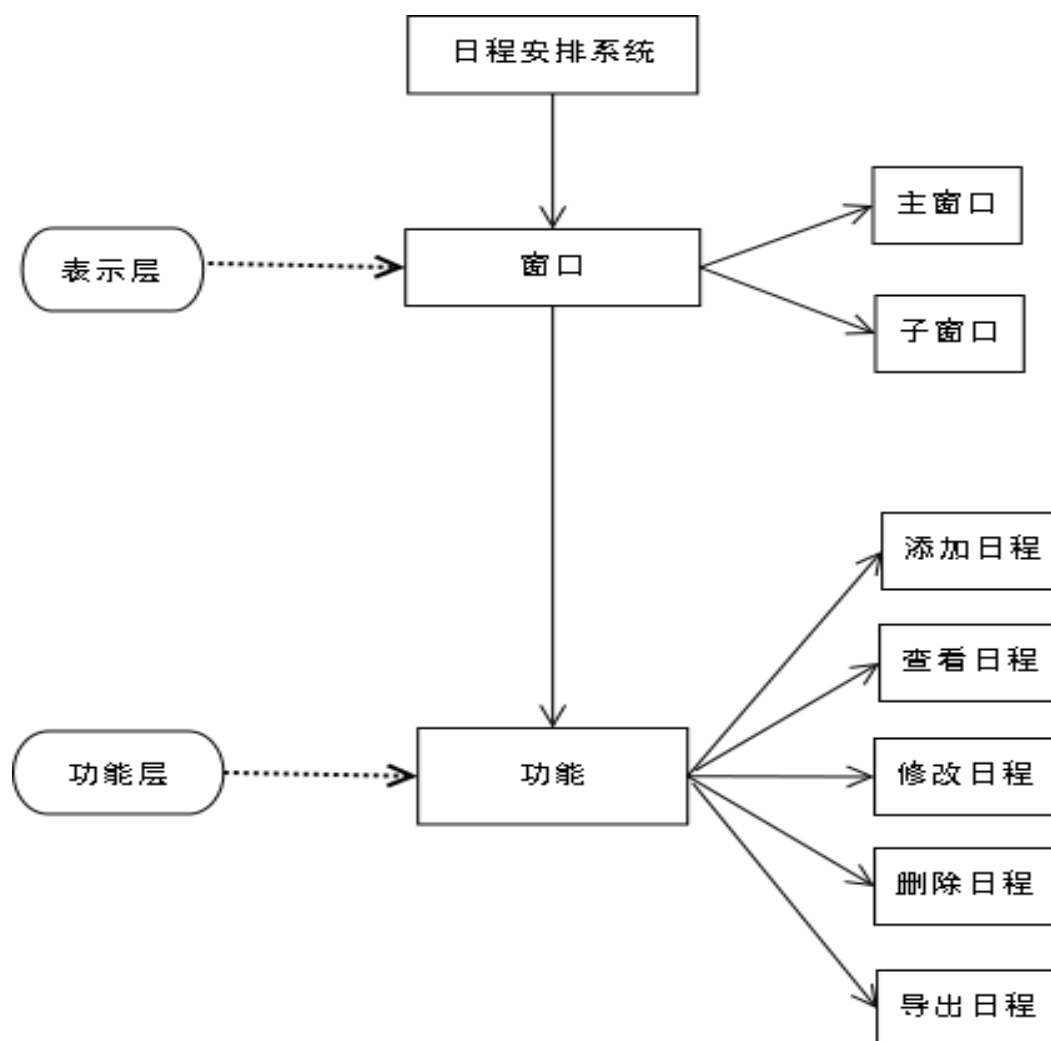 日程安排系统
主窗口
表示层
窗口
子窗口
添加日程
查看日程
功能层
功能
修改日程
删除日程
导出日程